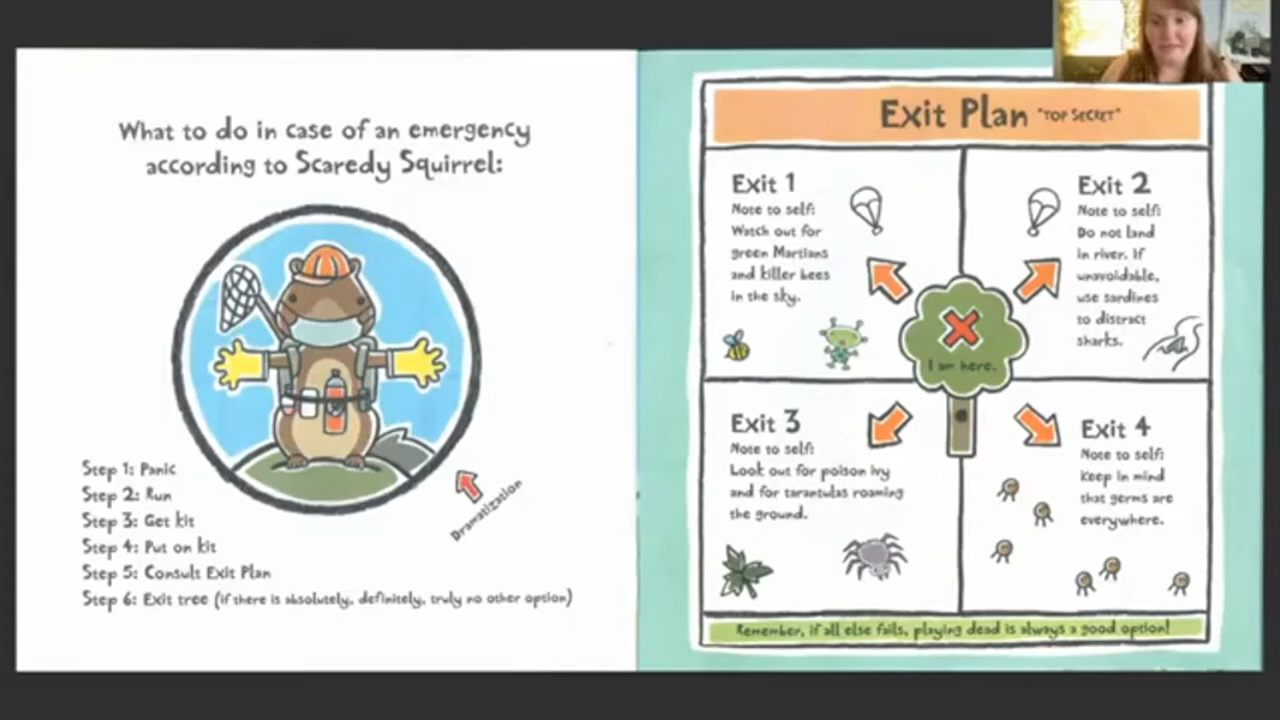 What to do in case of an emergency
according to Scaredy Squirrel:
Step 1: Panic
Step 2: Run
Step 3: Get kit
Step 4: Put on kit
Step 5: Consult Exit Plan
Step 6: Exit tree (if there is absolutely, definitely, truly no other option)
Dramatization
Exit Plan "TOP SECRET"
Exit 1
Note to self:
Watch out for
green Martians
and killer bees
in the sky.
Exit 2
Note to self:
Do not land
in river. If
unavoidable,
use sardines
to distract
sharks.
I am here.
Exit 3
Note to self:
Look out for poison ivy
and for tarantulas roaming
the ground.
Exit 4
Note to self:
Keep in mind
that germs are
everywhere.
Remember, if all else fails, playing dead is always a good option!